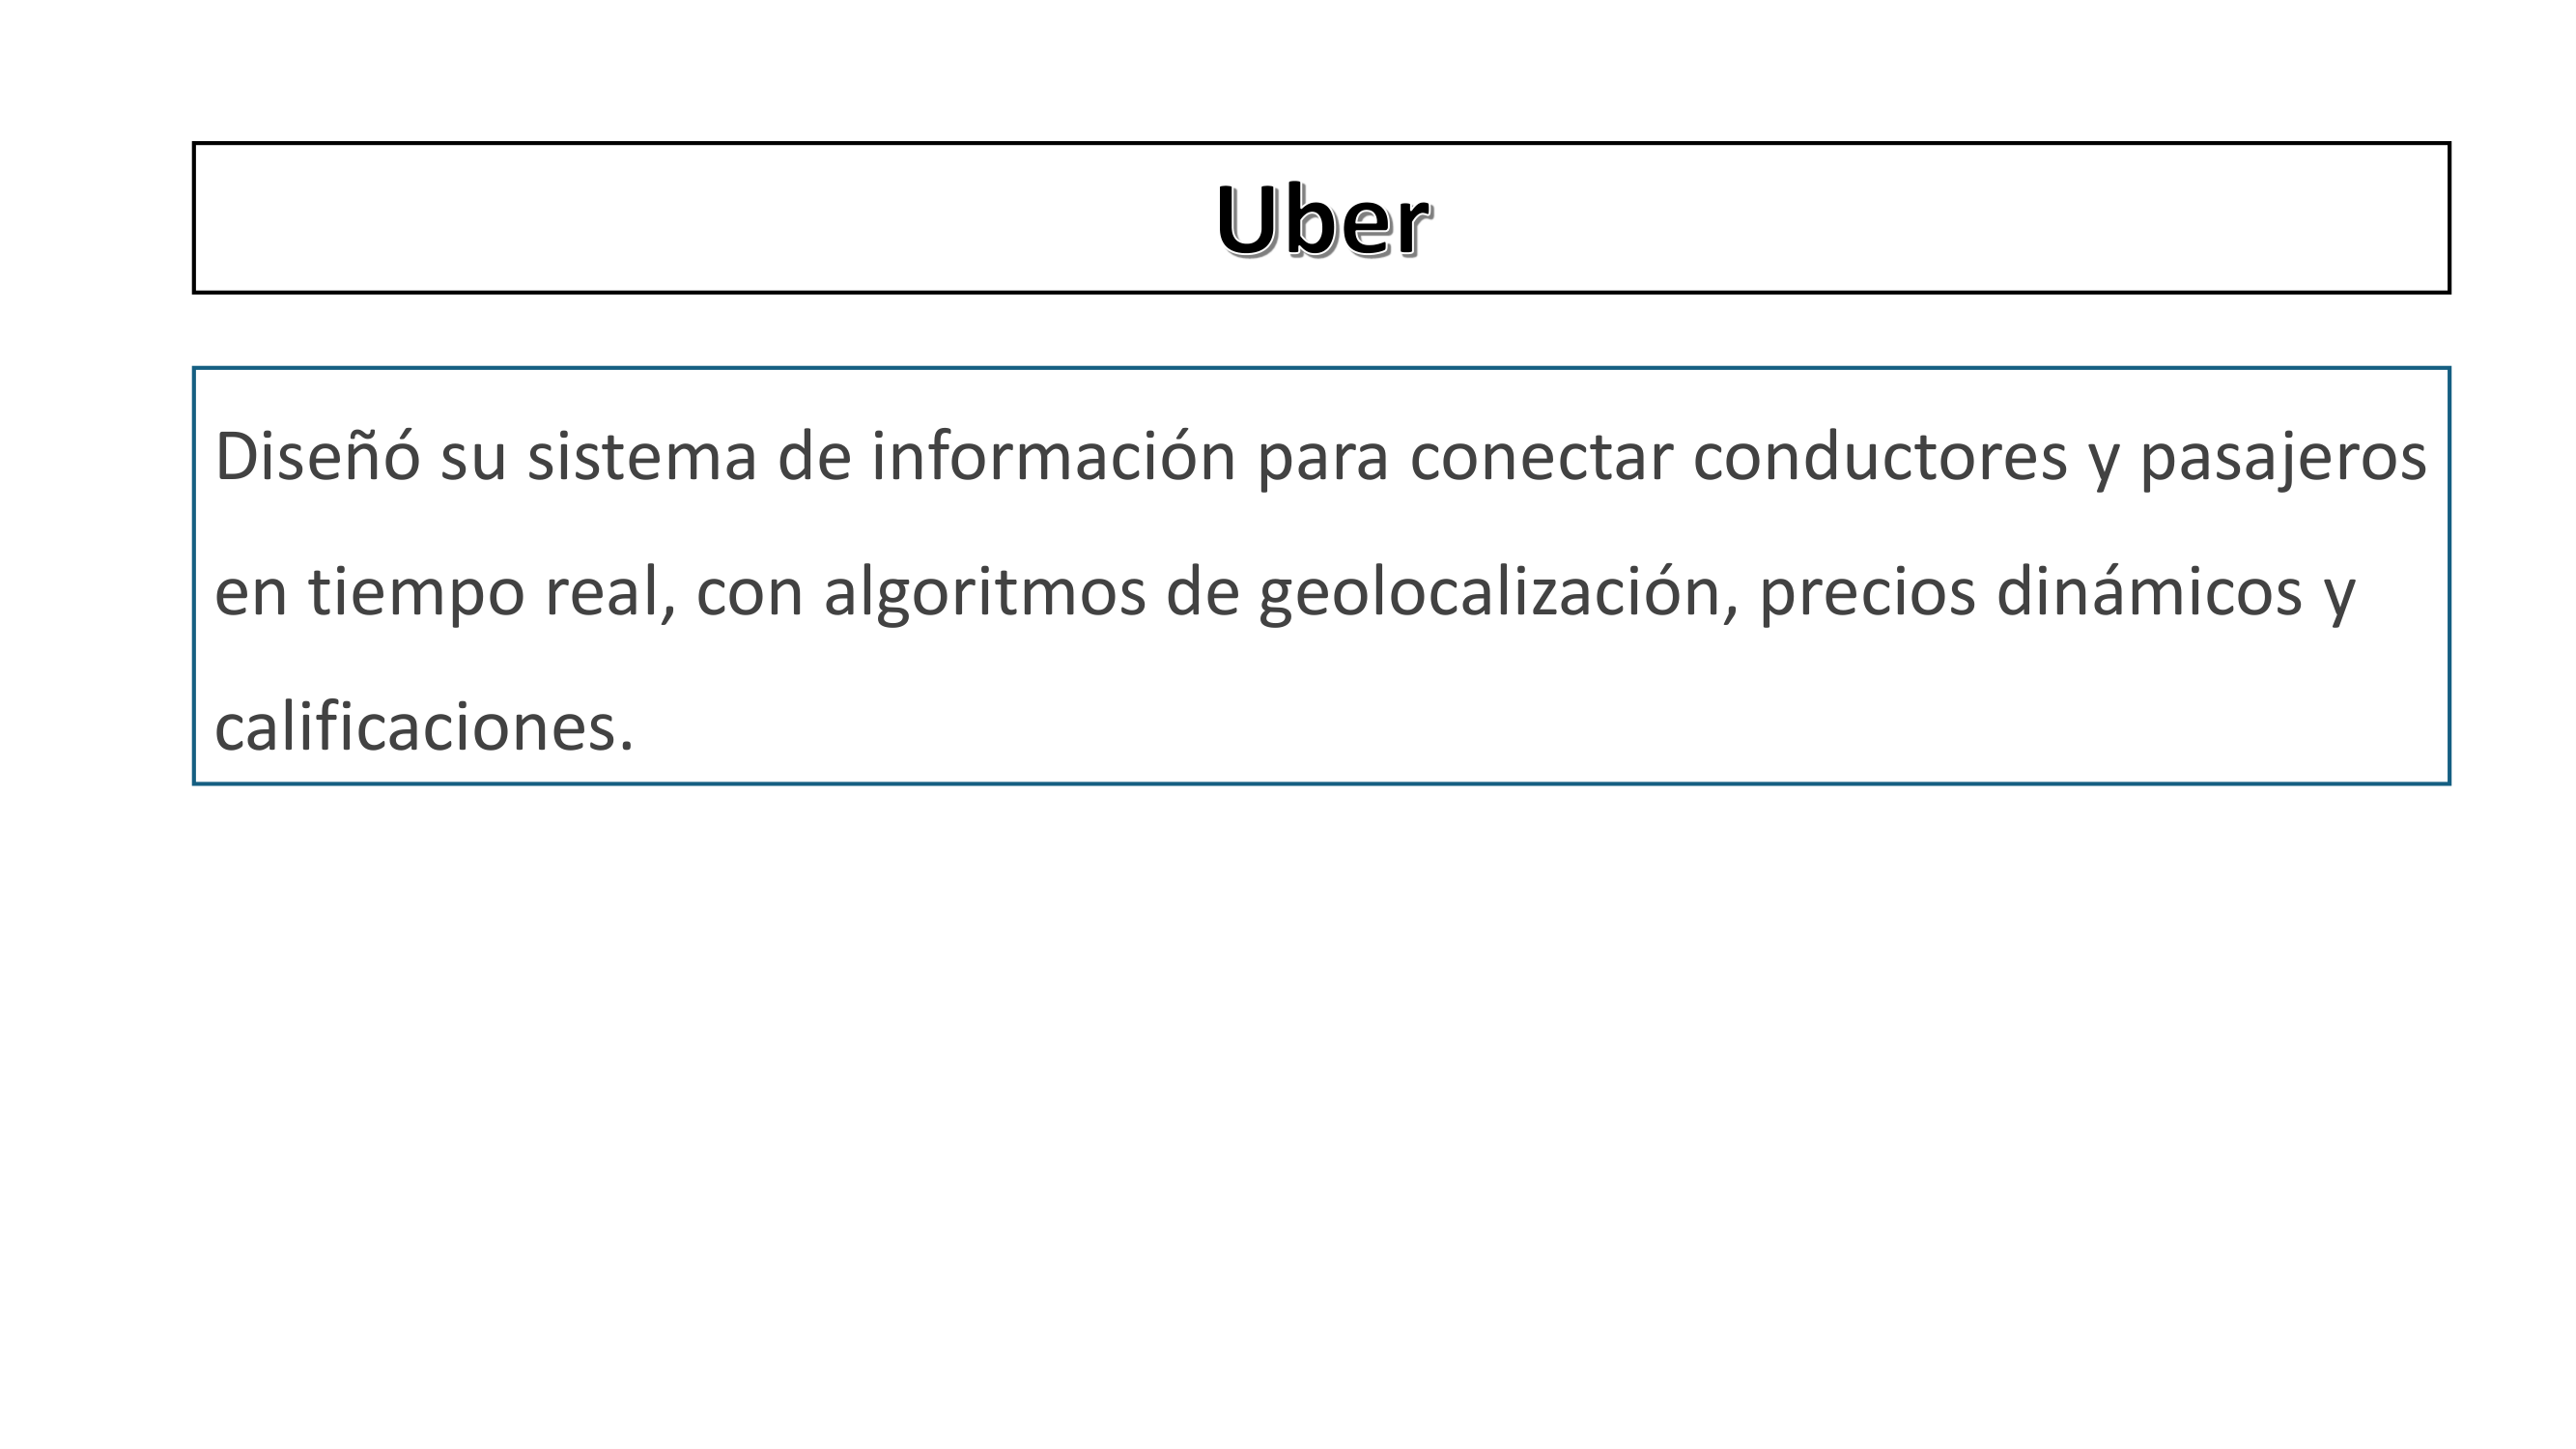 Uber
Diseñó su sistema de información para conectar conductores y pasajeros
en tiempo real, con algoritmos de geolocalización, precios dinámicos y
calificaciones.